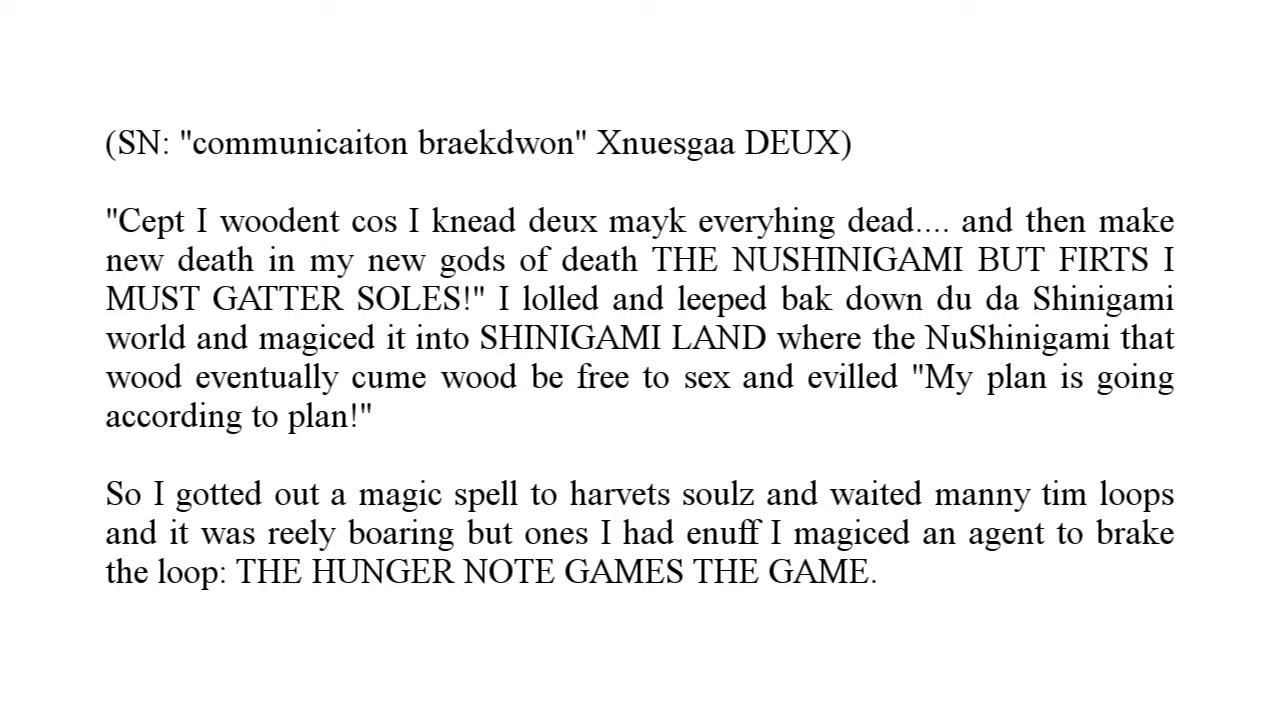 (SN: "communicaiton braekdwon" Xnuesgaa DEUX)
"Cept I woodent cos I knead deux mayk everyhing dead.... and then make
new death in my new gods of death THE NUSHINIGAMI BUT FIRTS I
MUST GATTER SOLES!" I lolled and leeped bak down du da Shinigami
world and magiced it into SHINIGAMI LAND where the NuShinigami that
wood eventually cume wood be free to sex and evilled "My plan is going
according to plan!"
So I gotted out a magic spell to harvets soulz and waited manny tim loops
and it was reely boaring but ones I had enuff I magiced an agent to brake
the loop: THE HUNGER NOTE GAMES THE GAME.